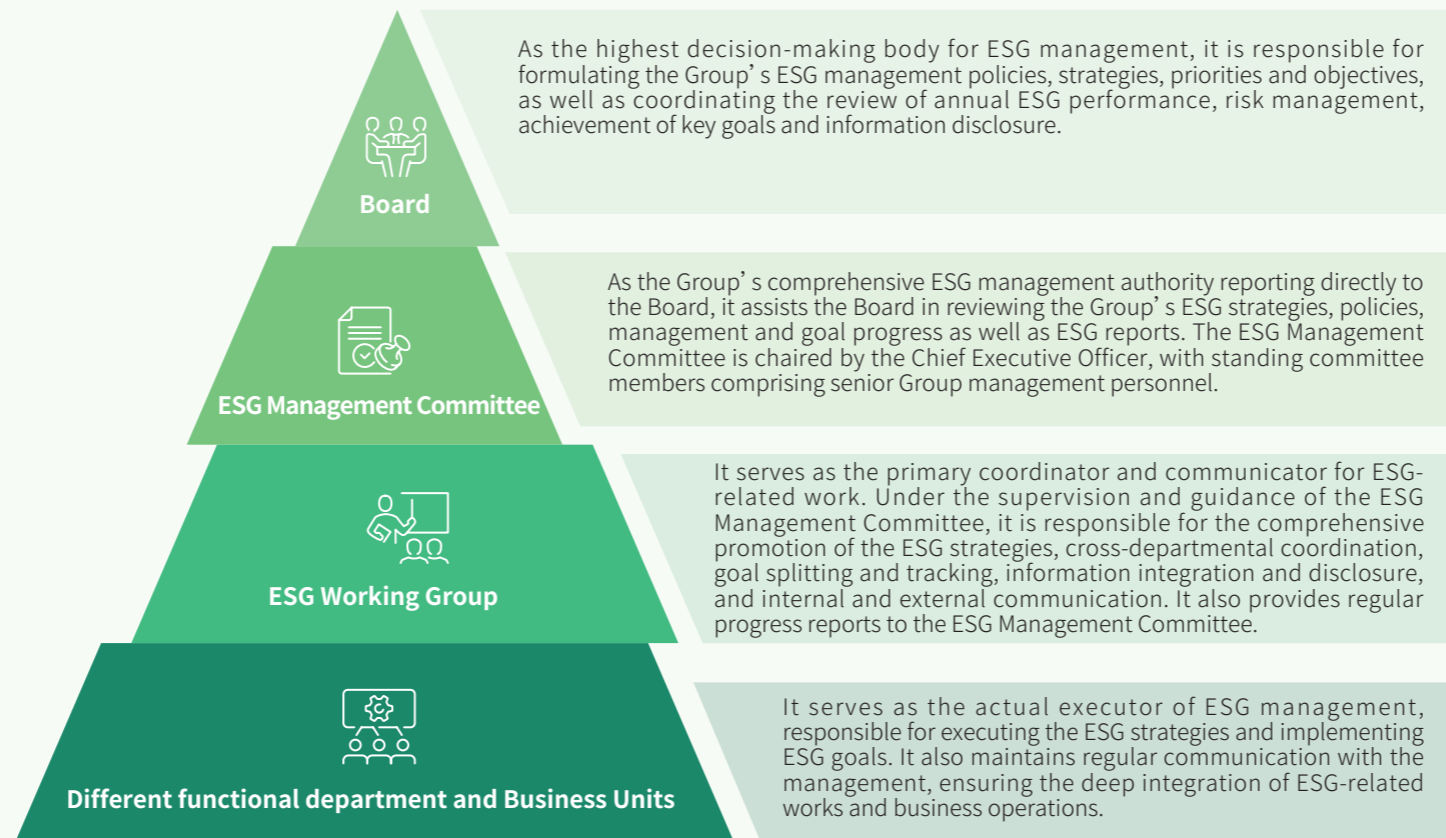 As the highest decision-making body for ESG management, it is responsible for
formulating the Group's ESG management policies, strategies, priorities and objectives,
as well as coordinating the review of annual ESG performance, risk management,
achievement of key goals and information disclosure.
Board
As the Group's comprehensive ESG management authority reporting directly to
the Board, it assists the Board in reviewing the Group's ESG strategies, policies,
management and goal progress as well as ESG reports. The ESG Management
Committee is chaired by the Chief Executive Officer, with standing committee
members comprising senior Group management personnel.
ESG Management Committee
It serves as the primary coordinator and communicator for ESG-
related work. Under the supervision and guidance of the ESG
Management Committee, it is responsible for the comprehensive
promotion of the ESG strategies, cross-departmental coordination,
goal splitting and tracking, information integration and disclosure,
and internal and external communication. It also provides regular
progress reports to the ESG Management Committee.
ESG Working Group
It serves as the actual executor of ESG management,
responsible for executing the ESG strategies and implementing
ESG goals. It also maintains regular communication with the
management, ensuring the deep integration of ESG-related
works and business operations.
Different functional department and Business Units